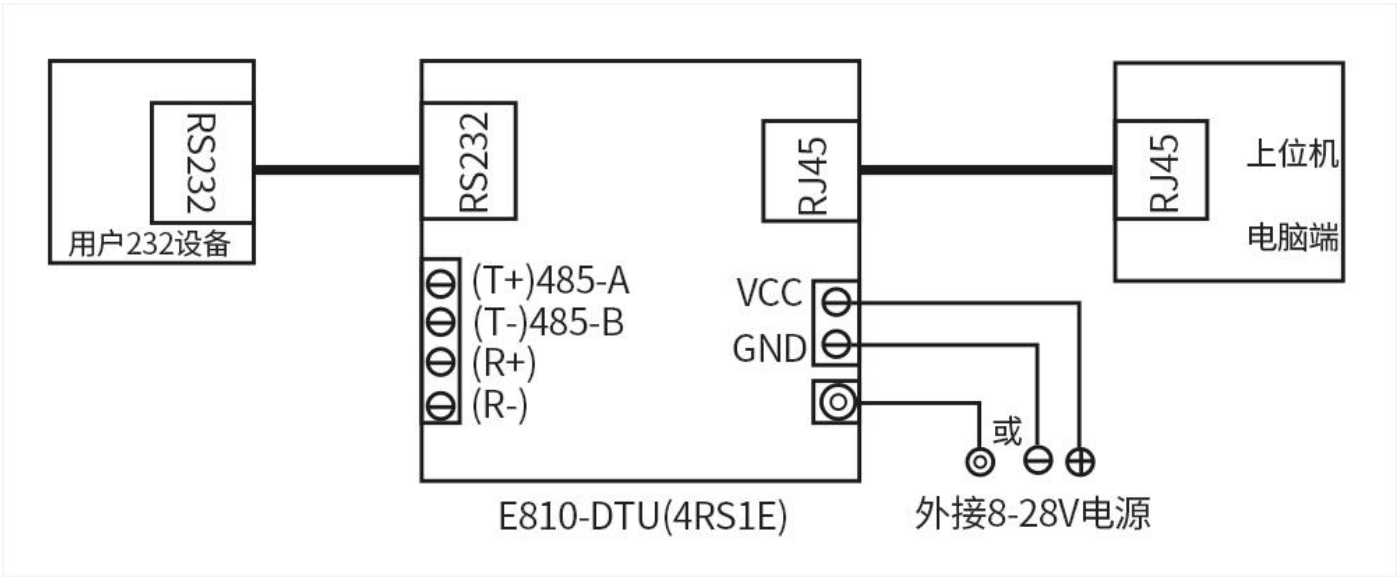 RS232
用户232设备
RS232
(T+)485-A
(T-)485-B
(R+)
(R-)
RJ45
VCC
GND
E810-DTU(4RS1E)
RJ45
上位机
电脑端
或
外接8-28V电源